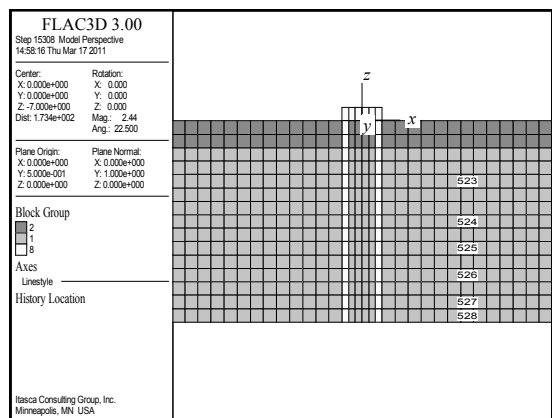 FLAC3D 3.00
Step 15308 Model Perspective
14:58:16 Thu Mar 17 2011
Center:
X: 0.000e+000
Y: 0.000e+000
Z: -7.000e+000
Dist: 1.734e+002
Rotation:
X: 0.000
Y: 0.000
Z: 0.000
Mag.: 2.44
Ang.: 22.500
Plane Origin:
X: 0.000e+000
Y: 5.000e-001
Z: 0.000e+000
Plane Normal:
X: 0.000e+000
Y: 1.000e+000
Z: 0.000e+000
Block Group
2
1
8
Axes
Linestyle
History Location
Itasca Consulting Group, Inc.
Minneapolis, MN USA
z
y
x
523
524
525
526
527
528